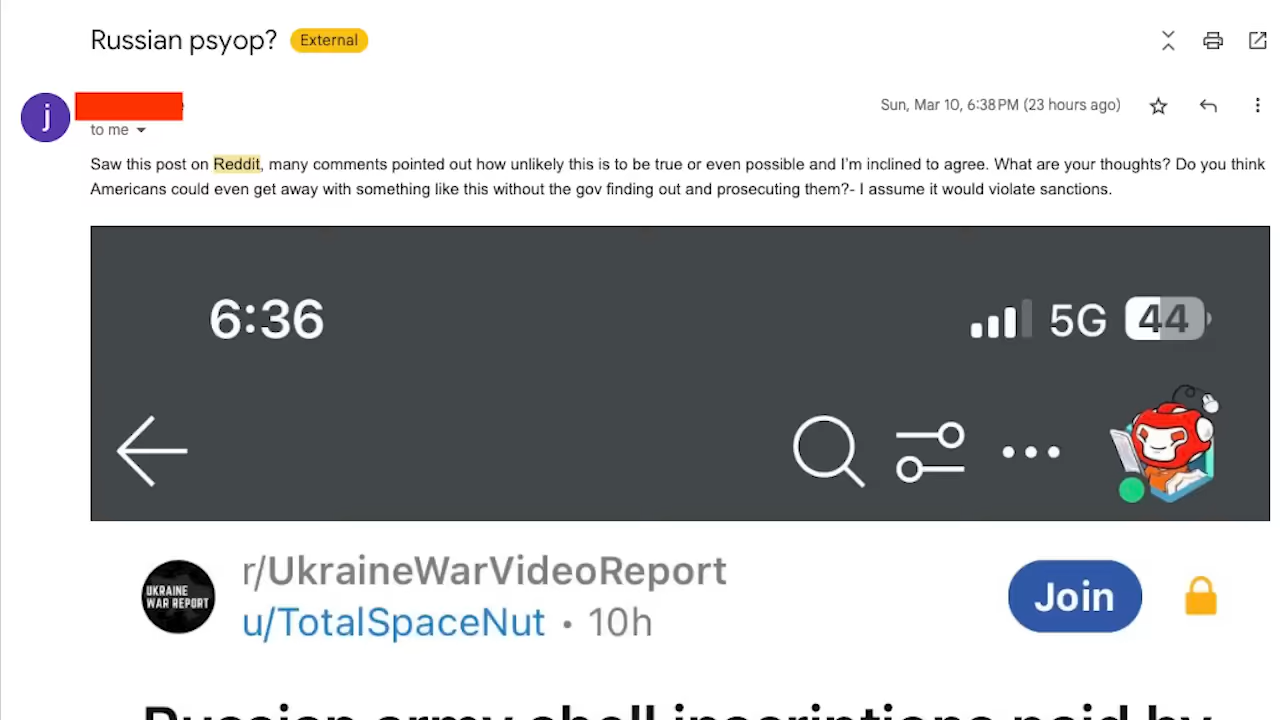 Russian psyop? External
j
Sun, Mar 10, 6:38 PM (23 hours ago)
to me
Saw this post on Reddit, many comments pointed out how unlikely this is to be true or even possible and I'm inclined to agree. What are your thoughts? Do you think
Americans could even get away with something like this without the gov finding out and prosecuting them?- I assume it would violate sanctions.
6:36 5G 44
r/UkraineWarVideoReport
UKRAINE
WAR REPORT
u/TotalSpaceNut • 10h
Join
Russian army shell inscriptions paid by